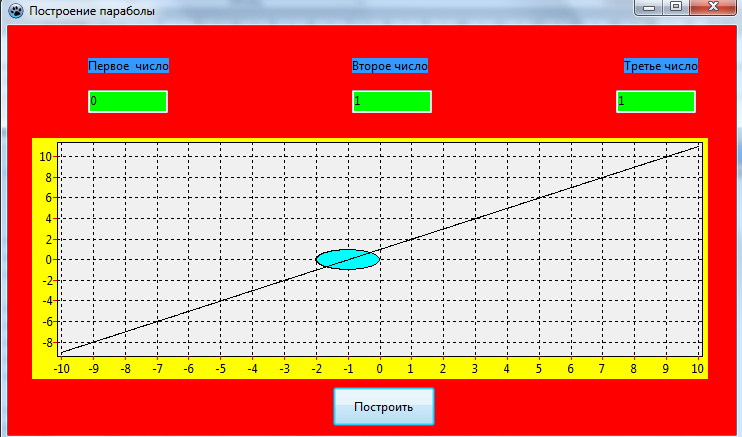 Построение параболы
Первое число Второе число Третье число
0 1 1
10
8
6
4
2
0
-2
-4
-6
-8
-10 -9 -8 -7 -6 -5 -4 -3 -2 -1 0 1 2 3 4 5 6 7 8 9 10
Построить